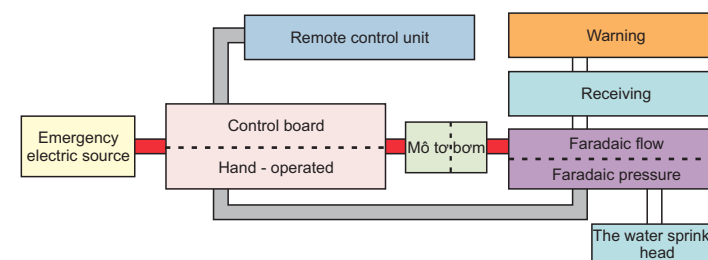 Remote control unit
Warning
Receiving
Emergency
electric source
Control board
Hand - operated
Mô tơ bơm
Faradaic flow
Faradaic pressure
The water sprink
head